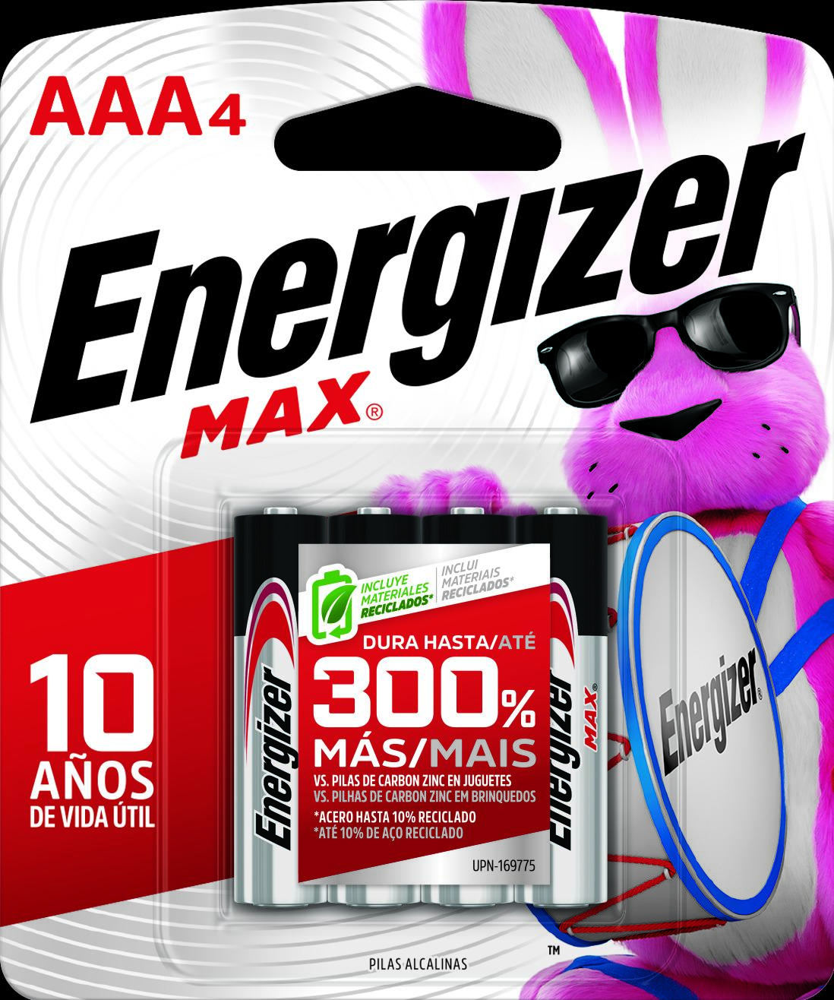 AAA4
Energizer
MAX®
INCLUYE
MATERIALES
RECICLADOS*
INCLUI
MATERIAIS
RECICLADOS*
DURA HASTA/ATÉ
300%
MÁS/MAIS
VS. PILAS DE CARBON ZINC EN JUGUETES
VS. PILHAS DE CARBON ZINC EM BRINQUEDOS
*ACERO HASTA 10% RECICLADO
*ATÉ 10% DE AÇO RECICLADO
UPN-169775
10
AÑOS
DE VIDA ÚTIL
Energizer
Energizer
MAX®
Energizer®
TM
PILAS ALCALINAS